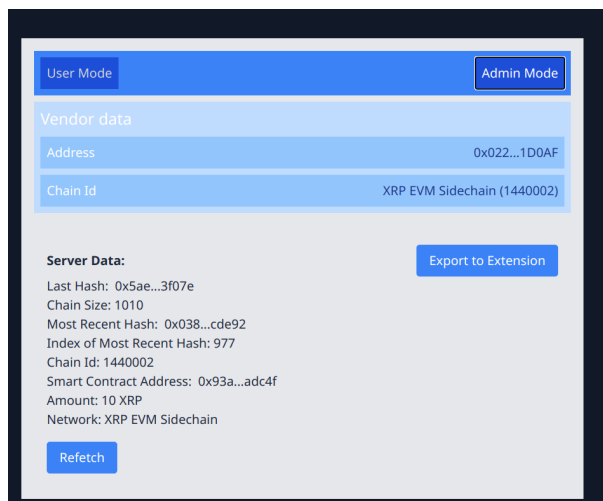 User Mode
Admin Mode
Vendor data
Address 0x022...1D0AF
Chain Id XRP EVM Sidechain (1440002)
Server Data:
Export to Extension
Last Hash: 0x5ae...3f07e
Chain Size: 1010
Most Recent Hash: 0x038...cde92
Index of Most Recent Hash: 977
Chain Id: 1440002
Smart Contract Address: 0x93a...adc4f
Amount: 10 XRP
Network: XRP EVM Sidechain
Refetch